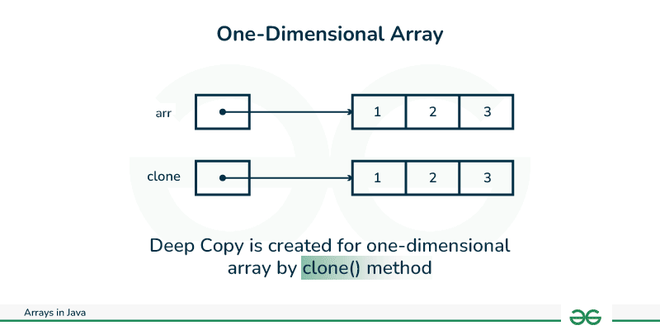 One-Dimensional Array
arr
1 2 3
clone
1 2 3
Deep Copy is created for one-dimensional
array by clone() method
Arrays in Java